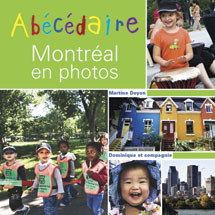 Abécédaire
Montréal
en photos
Martine Doyon
Dominique et compagnie